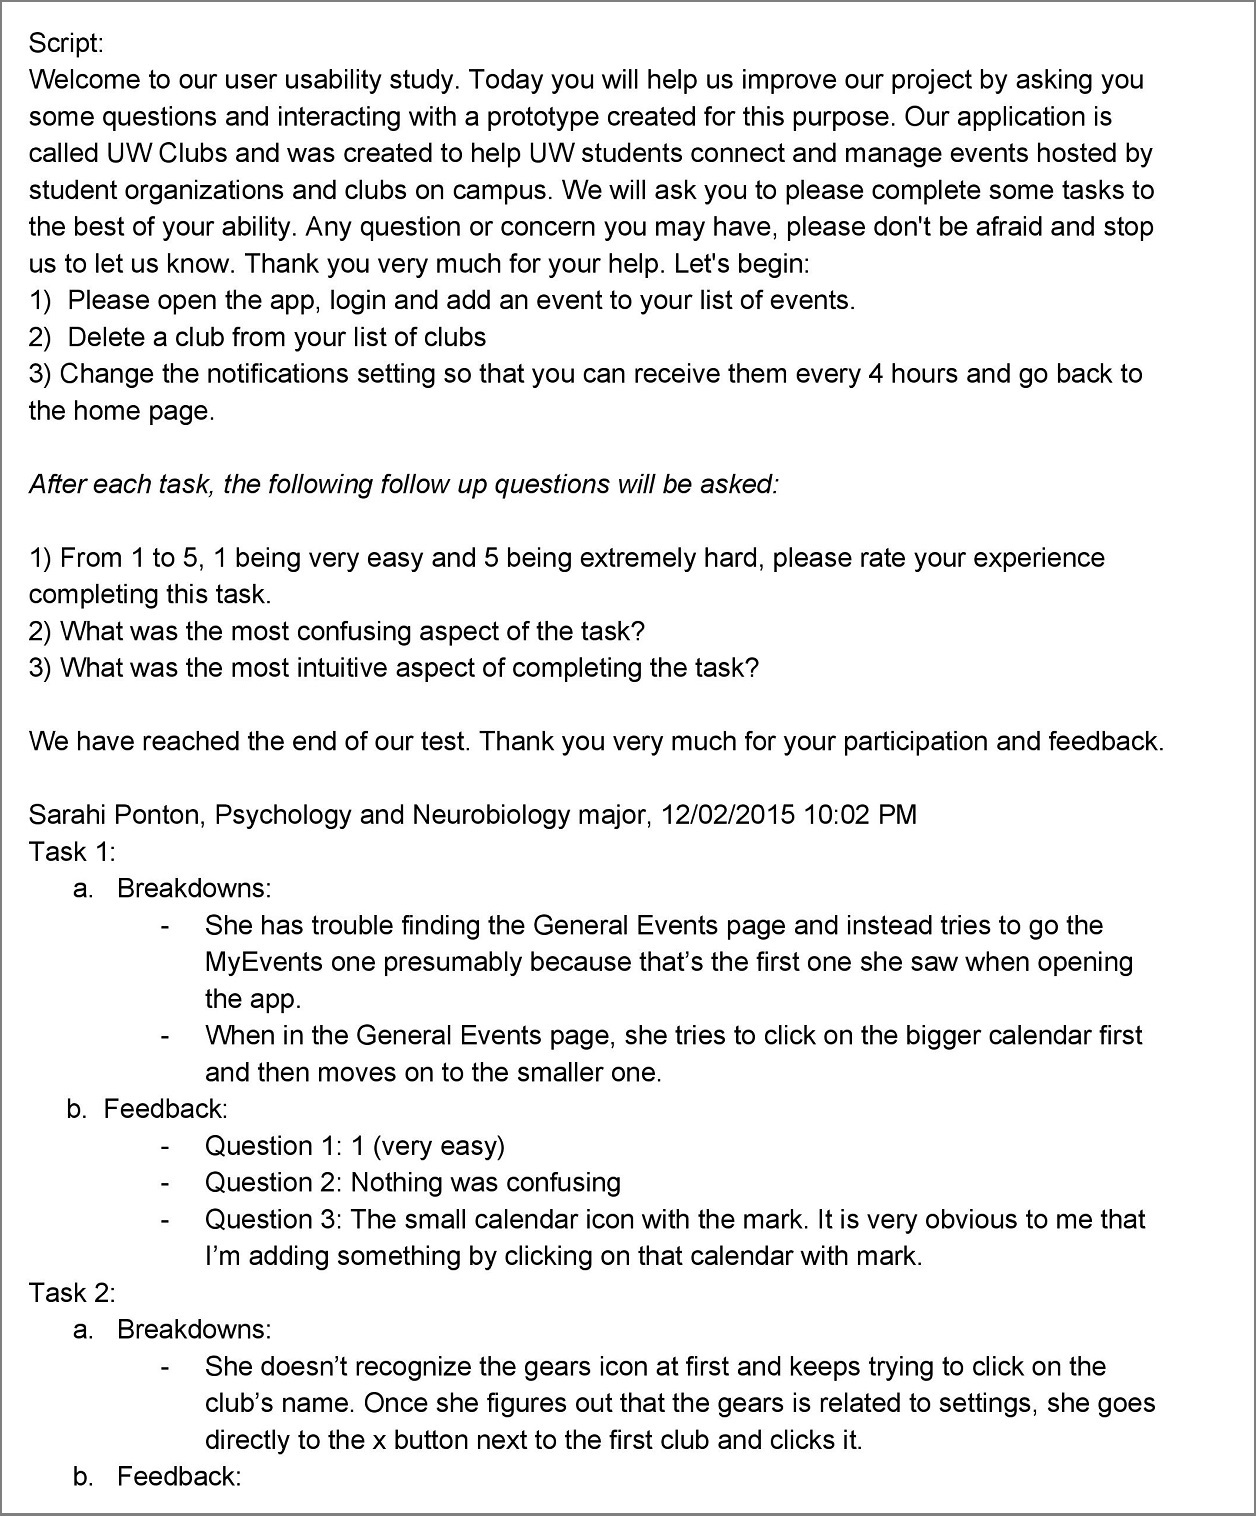 Script:
Welcome to our user usability study. Today you will help us improve our project by asking you
some questions and interacting with a prototype created for this purpose. Our application is
called UW Clubs and was created to help UW students connect and manage events hosted by
student organizations and clubs on campus. We will ask you to please complete some tasks to
the best of your ability. Any question or concern you may have, please don't be afraid and stop
us to let us know. Thank you very much for your help. Let's begin:
1)  Please open the app, login and add an event to your list of events.
2)  Delete a club from your list of clubs
3) Change the notifications setting so that you can receive them every 4 hours and go back to
the home page.
After each task, the following follow up questions will be asked:
1) From 1 to 5, 1 being very easy and 5 being extremely hard, please rate your experience
completing this task.
2) What was the most confusing aspect of the task?
3) What was the most intuitive aspect of completing the task?
We have reached the end of our test. Thank you very much for your participation and feedback.
Sarahi Ponton, Psychology and Neurobiology major, 12/02/2015 10:02 PM
Task 1:
a. Breakdowns:
- She has trouble finding the General Events page and instead tries to go the
MyEvents one presumably because that’s the first one she saw when opening
the app.
- When in the General Events page, she tries to click on the bigger calendar first
and then moves on to the smaller one.
b. Feedback:
- Question 1: 1 (very easy)
- Question 2: Nothing was confusing
- Question 3: The small calendar icon with the mark. It is very obvious to me that
I’m adding something by clicking on that calendar with mark.
Task 2:
a. Breakdowns:
- She doesn’t recognize the gears icon at first and keeps trying to click on the
club’s name. Once she figures out that the gears is related to settings, she goes
directly to the x button next to the first club and clicks it.
b. Feedback: